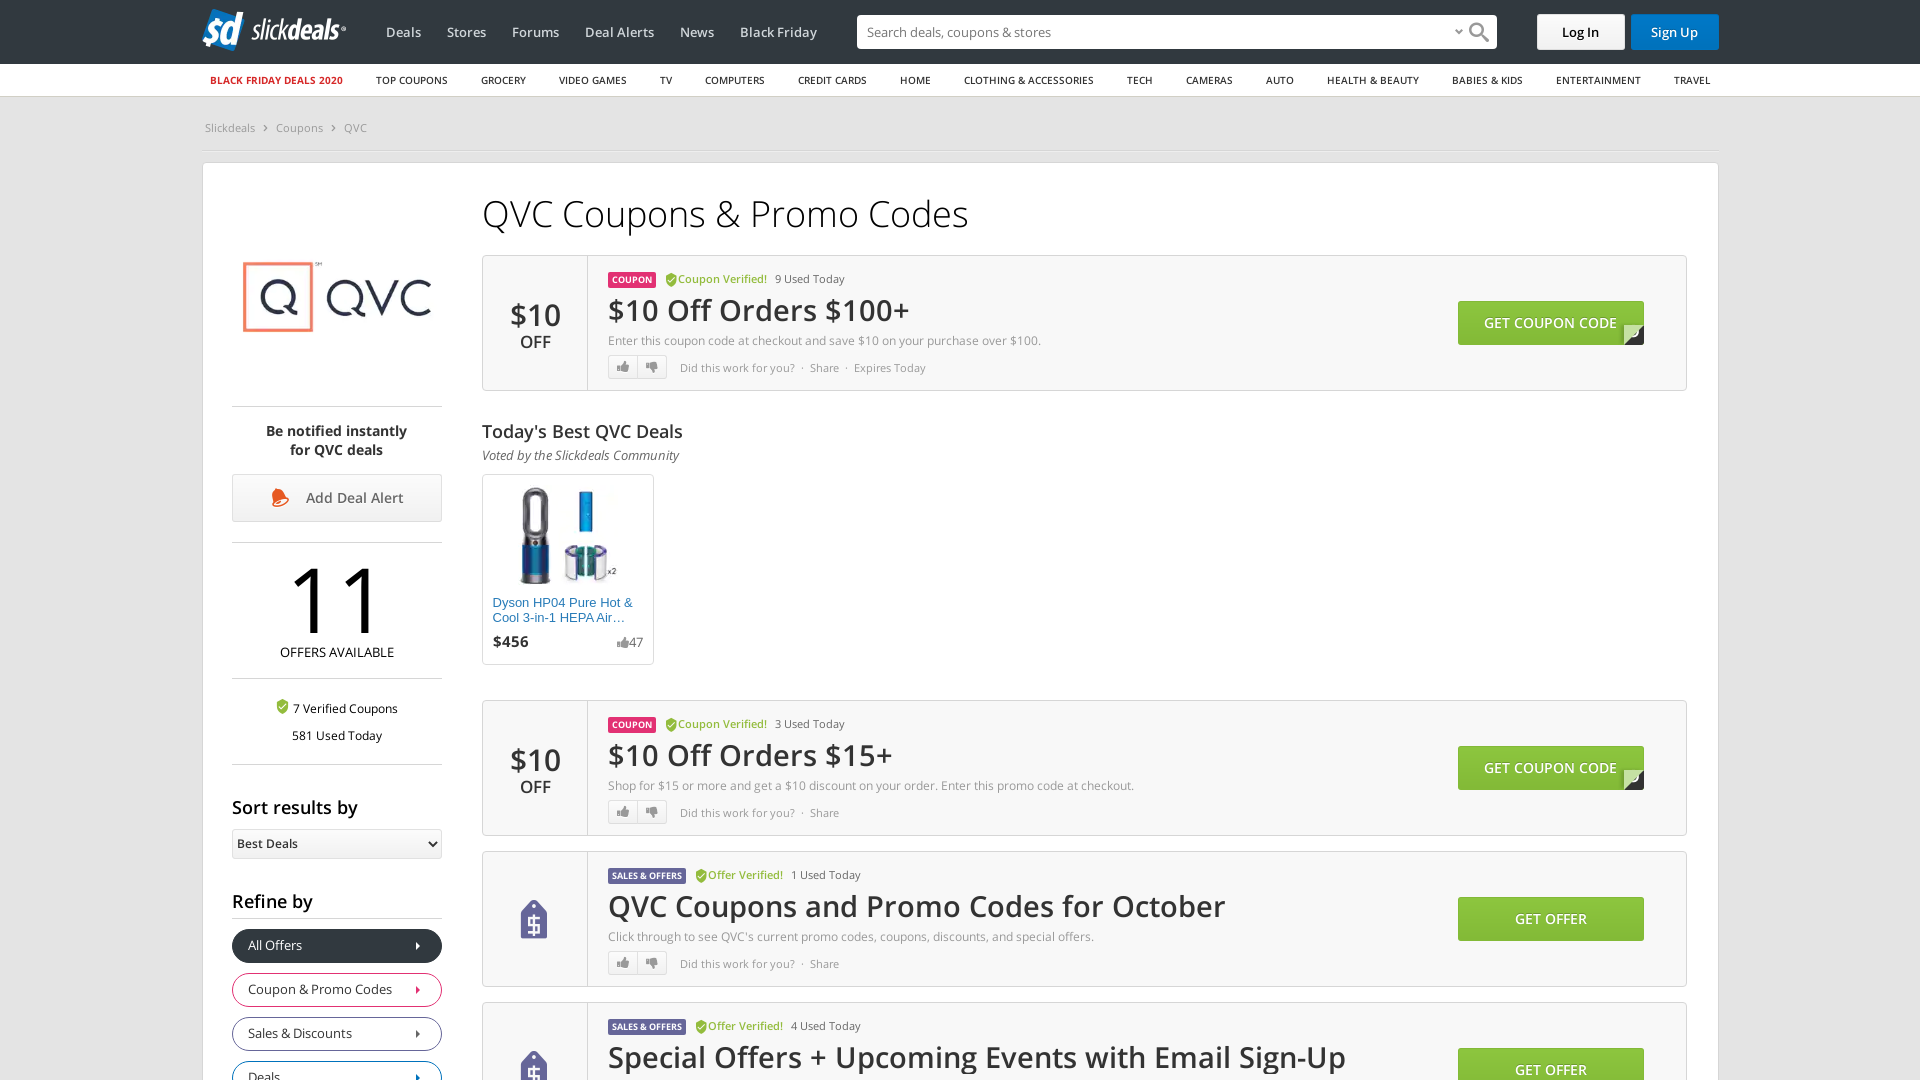 slickdeals
Deals
Stores
Forums
Deal Alerts
News
Black Friday
Search deals, coupons & stores
Log In
Sign Up
BLACK FRIDAY DEALS 2020
TOP COUPONS
GROCERY
VIDEO GAMES
TV
COMPUTERS
CREDIT CARDS
HOME
CLOTHING & ACCESSORIES
TECH
CAMERAS
AUTO
HEALTH & BEAUTY
BABIES & KIDS
ENTERTAINMENT
TRAVEL
Slickdeals > Coupons > QVC
Q QVC
Be notified instantly
for QVC deals
Add Deal Alert
11
OFFERS AVAILABLE
7 Verified Coupons
581 Used Today
Sort results by
Best Deals
Refine by
All Offers
Coupon & Promo Codes
Sales & Discounts
Deals
QVC Coupons & Promo Codes
$10
OFF
COUPON Coupon Verified! 9 Used Today
$10 Off Orders $100+
Enter this coupon code at checkout and save $10 on your purchase over $100.
Did this work for you? · Share · Expires Today
GET COUPON CODE
Today's Best QVC Deals
Voted by the Slickdeals Community
x2
Dyson HP04 Pure Hot &
Cool 3-in-1 HEPA Air…
$456
47
$10
OFF
COUPON Coupon Verified! 3 Used Today
$10 Off Orders $15+
Shop for $15 or more and get a $10 discount on your order. Enter this promo code at checkout.
Did this work for you? · Share
GET COUPON CODE
SALES & OFFERS Offer Verified! 1 Used Today
QVC Coupons and Promo Codes for October
Click through to see QVC's current promo codes, coupons, discounts, and special offers.
Did this work for you? · Share
GET OFFER
SALES & OFFERS Offer Verified! 4 Used Today
Special Offers + Upcoming Events with Email Sign-Up
GET OFFER